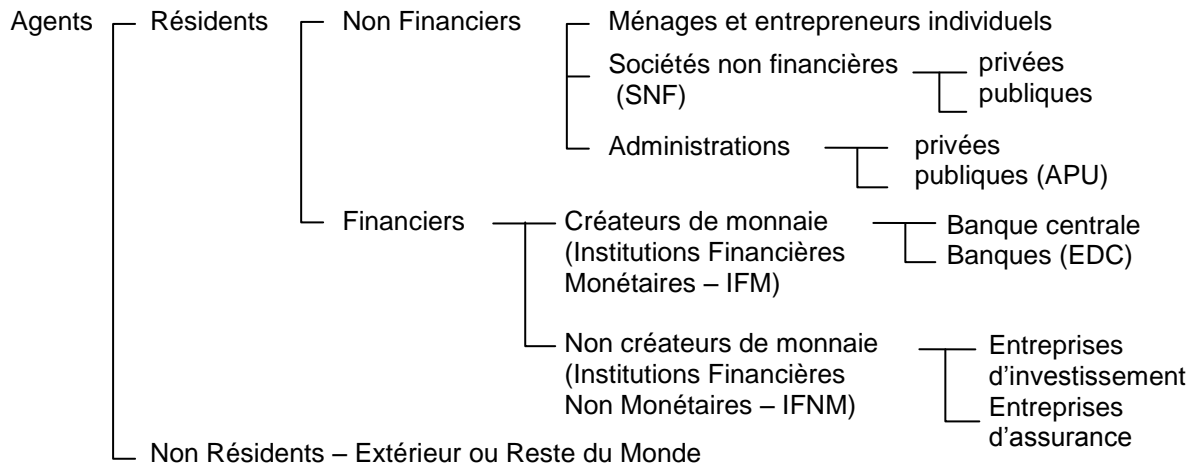 Agents Résidents Non Financiers Ménages et entrepreneurs individuels
Sociétés non financières privées
(SNF) publiques
Administrations privées
publiques (APU)
Financiers Créateurs de monnaie Banque centrale
(Institutions Financières Banques (EDC)
Monétaires – IFM)
Non créateurs de monnaie Entreprises
(Institutions Financières d’investissement
Non Monétaires – IFNM) Entreprises
d’assurance
Non Résidents – Extérieur ou Reste du Monde